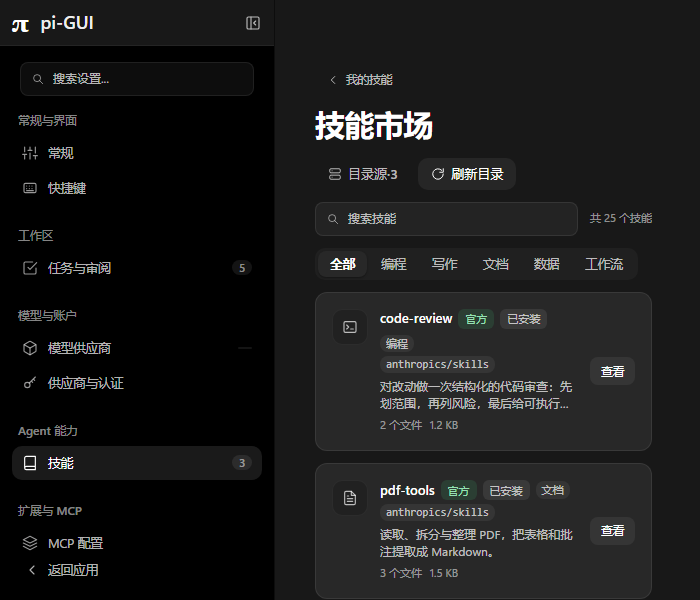 π pi-GUI
搜索设置...
常规与界面
常规
快捷键
工作区
任务与审阅 5
模型与账户
模型供应商
供应商与认证
Agent 能力
技能 3
扩展与 MCP
MCP 配置
返回应用
我的技能
技能市场
目录源·3 刷新目录
搜索技能 共 25 个技能
全部 编程 写作 文档 数据 工作流
code-review 官方 已安装
编程
anthropics/skills
对改动做一次结构化的代码审查：先
划范围，再列风险，最后给可执行...
2 个文件 1.2 KB
查看
pdf-tools 官方 已安装 文档
anthropics/skills
读取、拆分与整理 PDF，把表格和批
注提取成 Markdown。
3 个文件 1.5 KB
查看